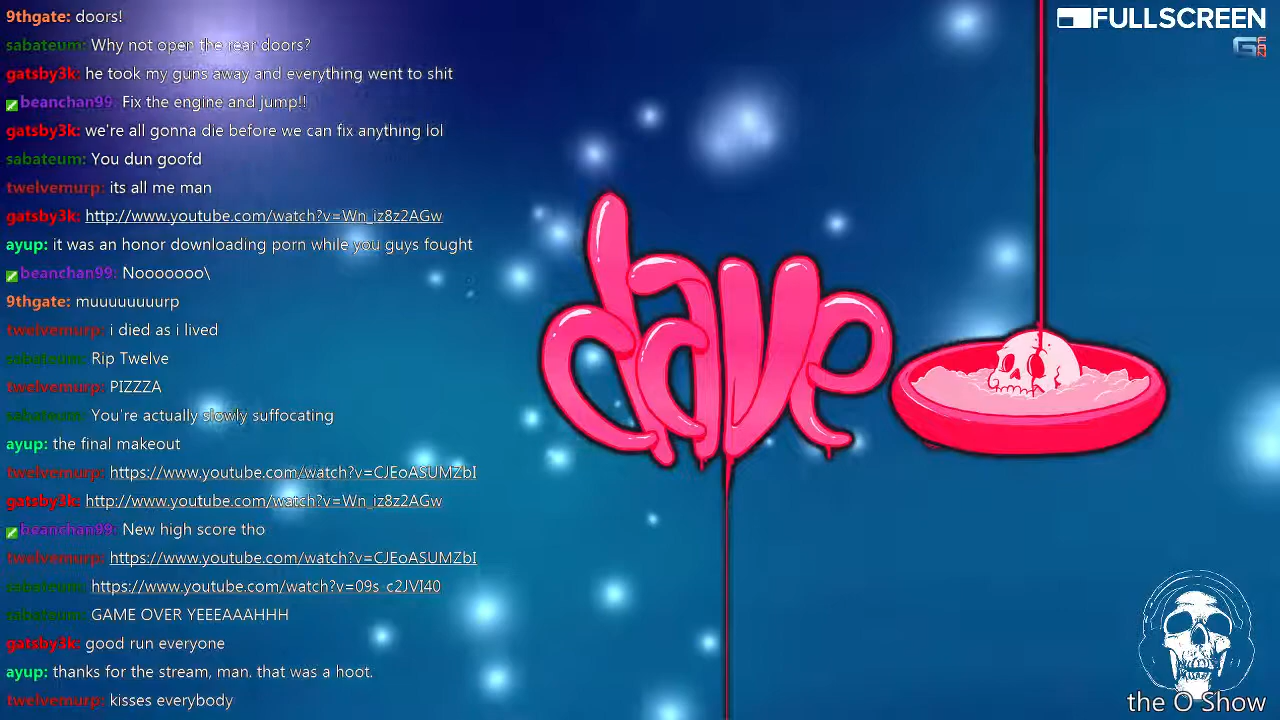 9thgate: doors!
sabateum: Why not open the rear doors?
gatsby3k: he took my guns away and everything went to shit
beanchan99: Fix the engine and jump!!
gatsby3k: we're all gonna die before we can fix anything lol
sabateum: You dun goofd
twelvemurp: its all me man
gatsby3k: http://www.youtube.com/watch?v=Wn_iz8z2AGw
ayup: it was an honor downloading porn while you guys fought
beanchan99: Nooooooo\
9thgate: muuuuuuuurp
twelvemurp: i died as i lived
sabateum: Rip Twelve
twelvemurp: PIZZZA
sabateum: You're actually slowly suffocating
ayup: the final makeout
twelvemurp: https://www.youtube.com/watch?v=CJEoASUMZbI
gatsby3k: http://www.youtube.com/watch?v=Wn_iz8z2AGw
beanchan99: New high score tho
twelvemurp: https://www.youtube.com/watch?v=CJEoASUMZbI
sabateum: https://www.youtube.com/watch?v=09s_c2JVI40
sabateum: GAME OVER YEEEAAAHHH
gatsby3k: good run everyone
ayup: thanks for the stream, man. that was a hoot.
twelvemurp: kisses everybody
FULLSCREEN
dave
the O Show